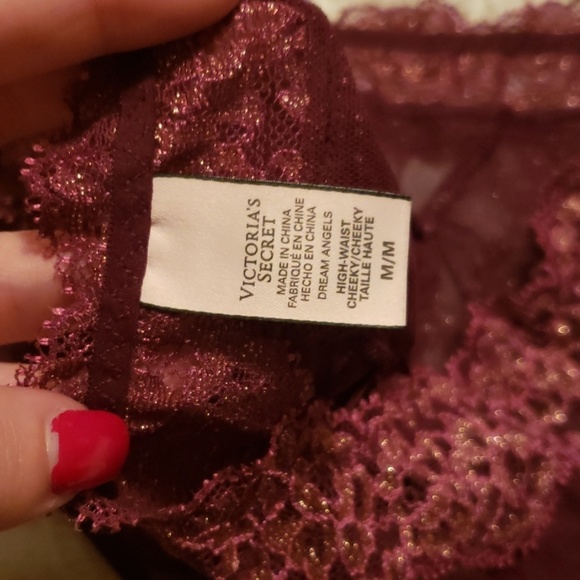 VICTORIA'S
SECRET
MADE IN CHINA
FABRIQUÉ EN CHINE
HECHO EN CHINA
DREAM ANGELS
HIGH-WAIST
CHEEKY/CHEEKY
TAILLE HAUTE
M/M